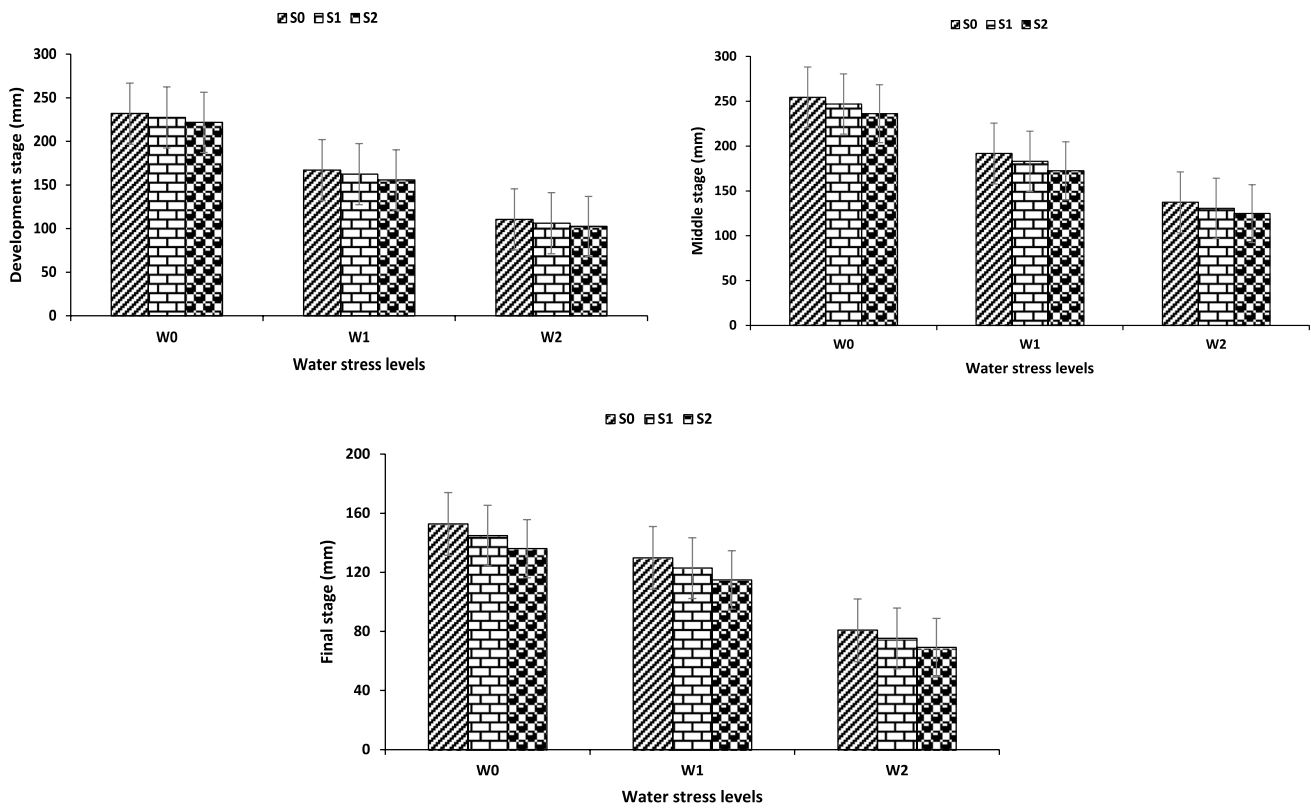 S0 S1 S2
Development stage (mm)
300
250
200
150
100
50
0
W0 W1 W2
Water stress levels
S0 S1 S2
Middle stage (mm)
300
250
200
150
100
50
0
W0 W1 W2
Water stress levels
S0 S1 S2
Final stage (mm)
200
160
120
80
40
0
W0 W1 W2
Water stress levels